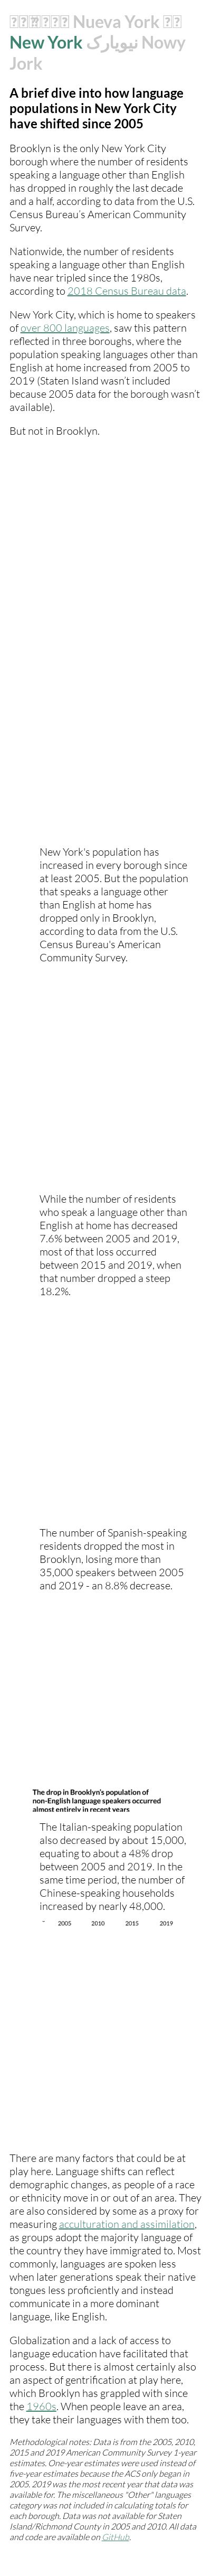 Nueva York
New York نیویارک Nowy
Jork
A brief dive into how language
populations in New York City
have shifted since 2005
Brooklyn is the only New York City
borough where the number of residents
speaking a language other than English
has dropped in roughly the last decade
and a half, according to data from the U.S.
Census Bureau’s American Community
Survey.
Nationwide, the number of residents
speaking a language other than English
have near tripled since the 1980s,
according to 2018 Census Bureau data.
New York City, which is home to speakers
of over 800 languages, saw this pattern
reflected in three boroughs, where the
population speaking languages other than
English at home increased from 2005 to
2019 (Staten Island wasn’t included
because 2005 data for the borough wasn’t
available).
But not in Brooklyn.
New York's population has
increased in every borough since
at least 2005. But the population
that speaks a language other
than English at home has
dropped only in Brooklyn,
according to data from the U.S.
Census Bureau's American
Community Survey.
While the number of residents
who speak a language other than
English at home has decreased
7.6% between 2005 and 2019,
most of that loss occurred
between 2015 and 2019, when
that number dropped a steep
18.2%.
The number of Spanish-speaking
residents dropped the most in
Brooklyn, losing more than
35,000 speakers between 2005
and 2019 - an 8.8% decrease.
The drop in Brooklyn’s population of
non-English language speakers occurred
almost entirely in recent years
The Italian-speaking population
also decreased by about 15,000,
equating to about a 48% drop
between 2005 and 2019. In the
same time period, the number of
Chinese-speaking households
increased by nearly 48,000.
2005 2010 2015 2019
There are many factors that could be at
play here. Language shifts can reflect
demographic changes, as people of a race
or ethnicity move in or out of an area. They
are also considered by some as a proxy for
measuring acculturation and assimilation,
as groups adopt the majority language of
the country they have immigrated to. Most
commonly, languages are spoken less
when later generations speak their native
tongues less proficiently and instead
communicate in a more dominant
language, like English.
Globalization and a lack of access to
language education have facilitated that
process. But there is almost certainly also
an aspect of gentrification at play here,
which Brooklyn has grappled with since
the 1960s. When people leave an area,
they take their languages with them too.
Methodological notes: Data is from the 2005, 2010,
2015 and 2019 American Community Survey 1-year
estimates. One-year estimates were used instead of
five-year estimates because the ACS only began in
2005. 2019 was the most recent year that data was
available for. The miscellaneous "Other" languages
category was not included in calculating totals for
each borough. Data was not available for Staten
Island/Richmond County in 2005 and 2010. All data
and code are available on GitHub.